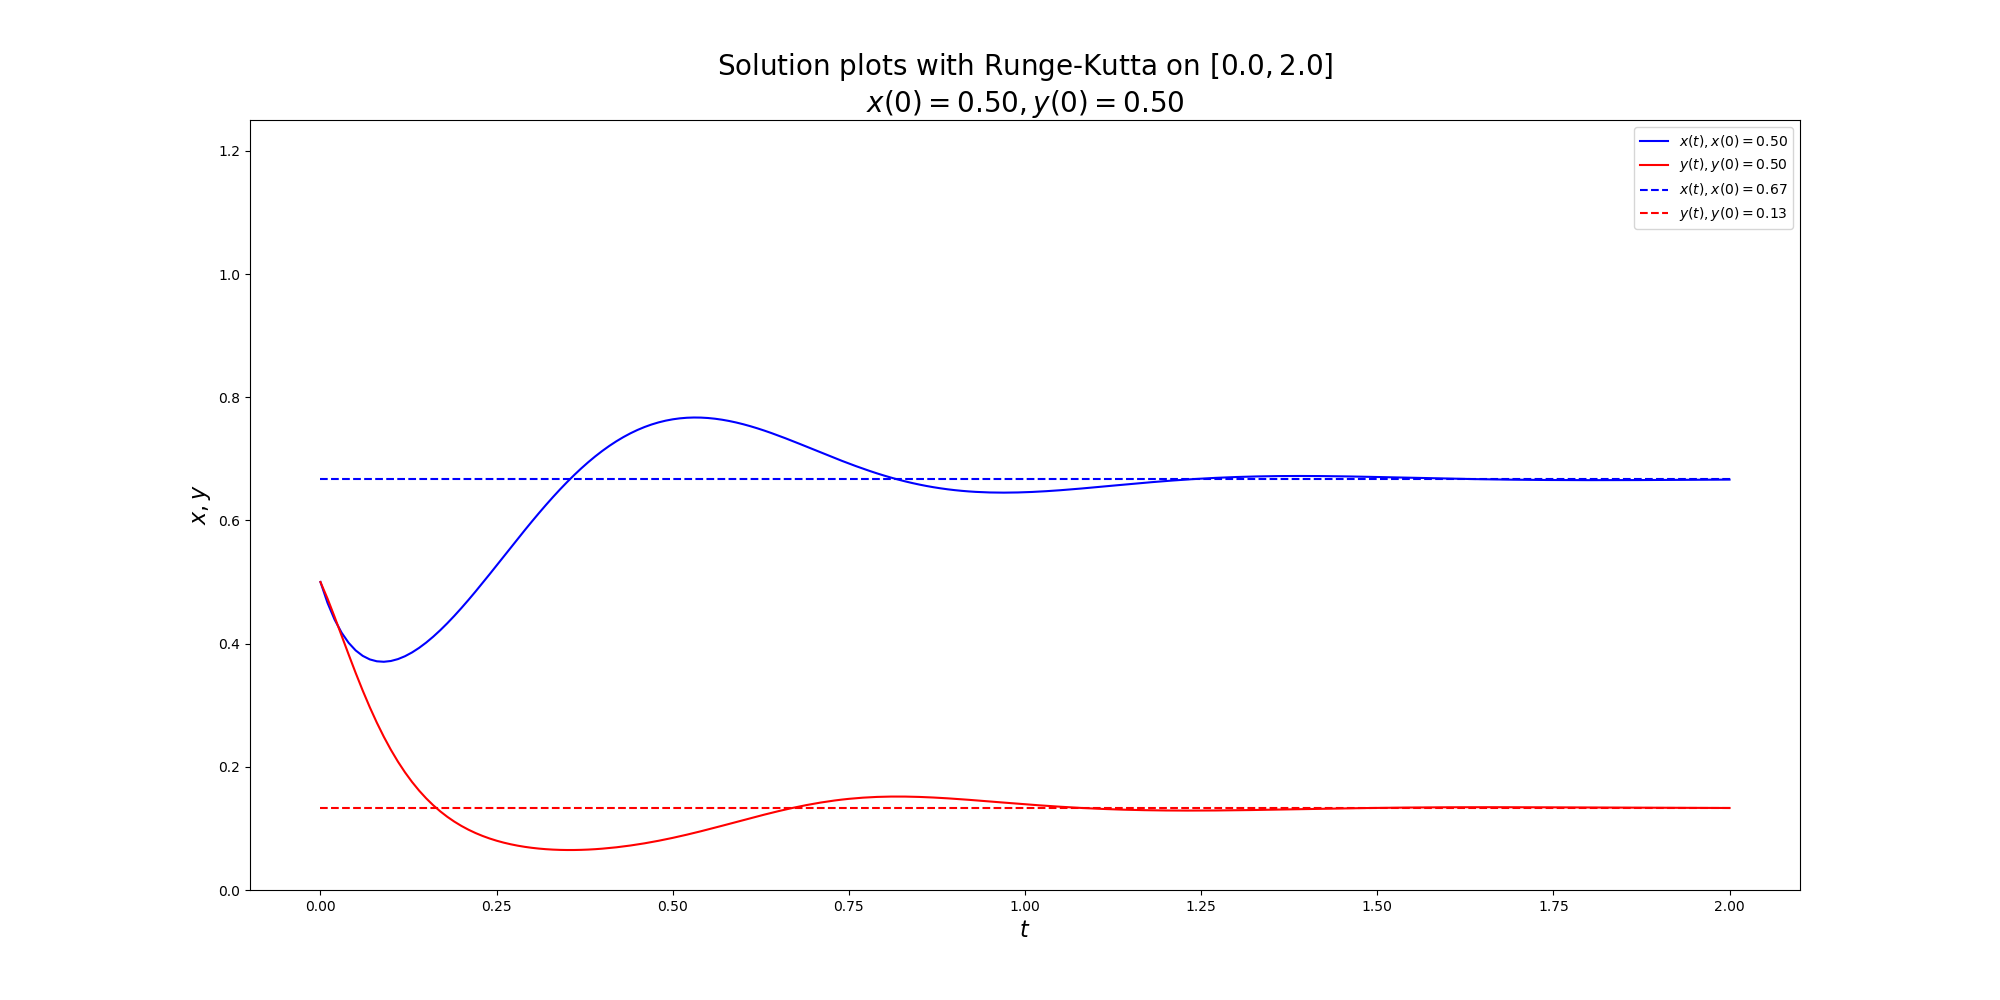 Solution plots with Runge-Kutta on [0.0, 2.0]
x(0) = 0.50, y(0) = 0.50
x(t), x(0) = 0.50
y(t), y(0) = 0.50
x(t), x(0) = 0.67
y(t), y(0) = 0.13
1.2
1.0
0.8
0.6
0.4
0.2
0.0
x, y
0.00 0.25 0.50 0.75 1.00 1.25 1.50 1.75 2.00
t